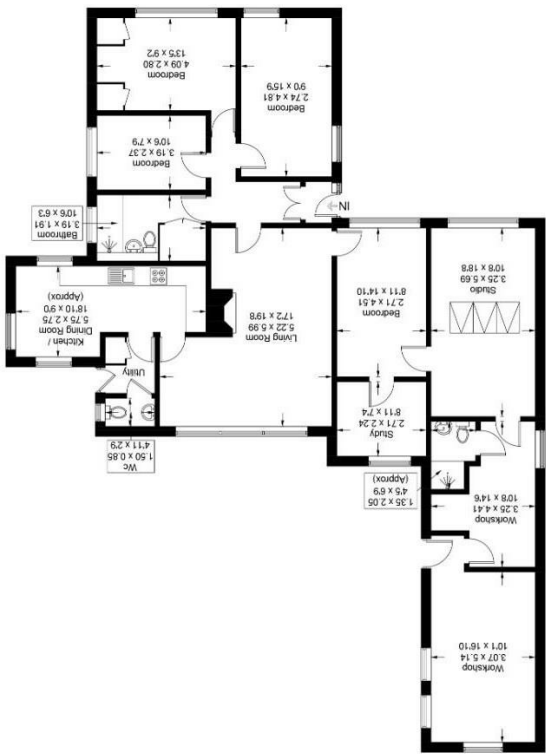 Workshop
3.07 x 5.14
10'1 x 16'10
Workshop
3.25 x 4.41
10'8 x 14'6
1.35 x 2.05
4'5 x 6'9
(Approx)
Wc
1.50 x 0.85
4'11 x 2'9
Study
2.71 x 2.24
8'11 x 7'4
Utility
Kitchen /
Dining Room
5.75 x 2.75
18'10 x 9'0
(Approx)
Living Room
5.22 x 5.99
17'2 x 19'8
Bedroom
2.71 x 4.51
8'11 x 14'10
Studio
3.25 x 5.69
10'8 x 18'8
Bathroom
3.19 x 1.91
10'6 x 6'3
IN
Bedroom
3.19 x 2.37
10'6 x 7'9
Bedroom
2.74 x 4.81
9'0 x 15'9
Bedroom
4.09 x 2.80
13'5 x 9'2